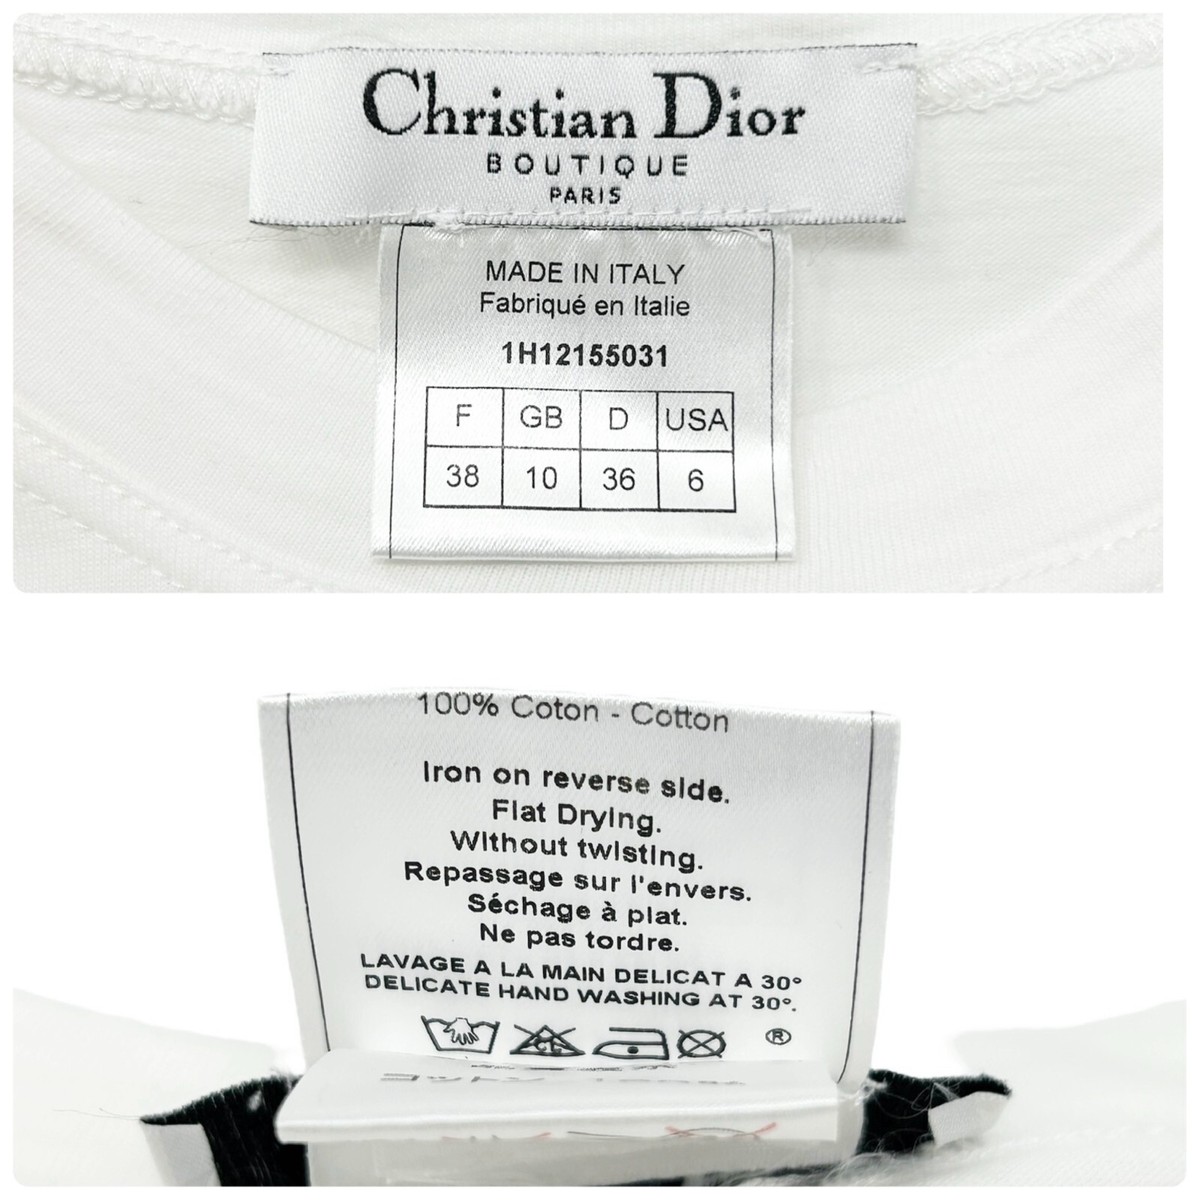 Christian Dior
BOUTIQUE
PARIS
MADE IN ITALY
Fabriqué en Italie
1H12155031
F GB D USA
38 10 36 6
100% Coton - Cotton
Iron on reverse side.
Flat Drying.
Without twisting.
Repassage sur l'envers.
Séchage à plat.
Ne pas tordre.
LAVAGE A LA MAIN DELICAT A 30°
DELICATE HAND WASHING AT 30°.
CL
®